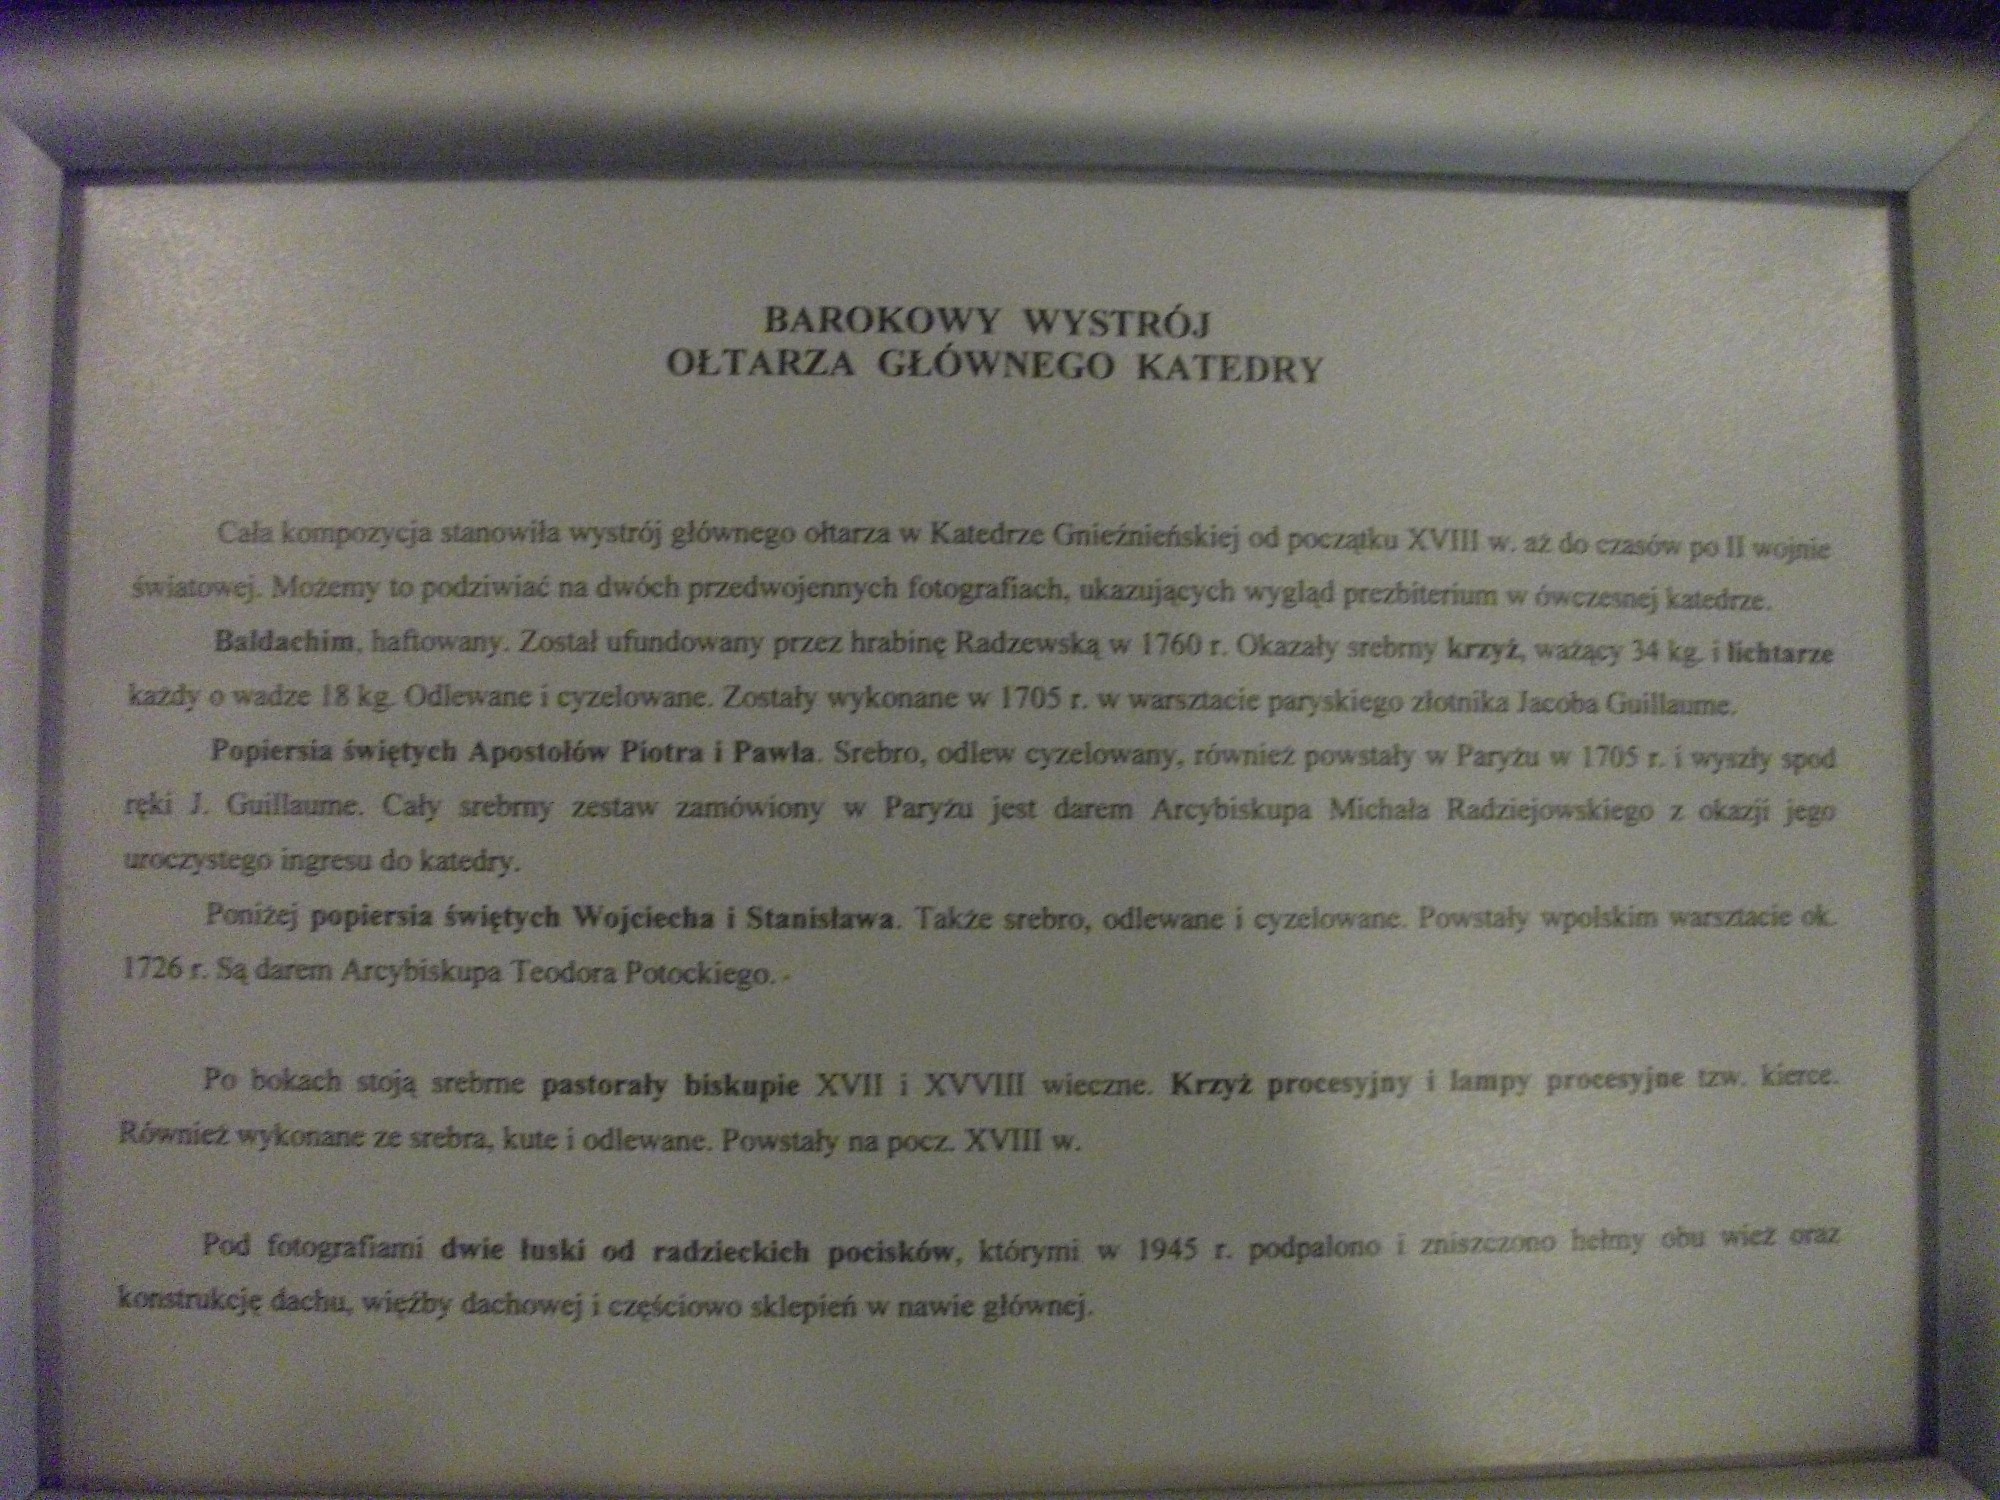 BAROKOWY WYSTRÓJ
OŁTARZA GŁÓWNEGO KATEDRY
Cała kompozycja stanowiła wystrój głównego ołtarza w Katedrze Gnieźnieńskiej od początku XVIII w. aż do czasów po II wojnie
światowej. Możemy to podziwiać na dwóch przedwojennych fotografiach, ukazujących wygląd prezbiterium w ówczesnej katedrze.
Baldachim, haftowany. Został ufundowany przez hrabinę Radzewską w 1760 r. Okazały srebrny krzyż, ważący 34 kg. i lichtarze
każdy o wadze 18 kg. Odlewane i cyzelowane. Zostały wykonane w 1705 r. w warsztacie paryskiego złotnika Jacoba Guillaume.
Popiersia świętych Apostołów Piotra i Pawła. Srebro, odlew cyzelowany, również powstały w Paryżu w 1705 r. i wyszły spod
ręki J. Guillaume. Cały srebrny zestaw zamówiony w Paryżu jest darem Arcybiskupa Michała Radziejowskiego z okazji jego
uroczystego ingresu do katedry.
Poniżej popiersia świętych Wojciecha i Stanisława. Także srebro, odlewane i cyzelowane. Powstały wpolskim warsztacie ok.
1726 r. Są darem Arcybiskupa Teodora Potockiego. -
Po bokach stoją srebrne pastorały biskupie XVII i XVVIII wieczne. Krzyż procesyjny i lampy procesyjne tzw. kierce.
Również wykonane ze srebra, kute i odlewane. Powstały na pocz. XVIII w.
Pod fotografiami dwie łuski od radzieckich pocisków, którymi w 1945 r. podpalono i zniszczono hełmy obu wież oraz
konstrukcję dachu, więźby dachowej i częściowo sklepień w nawie głównej.